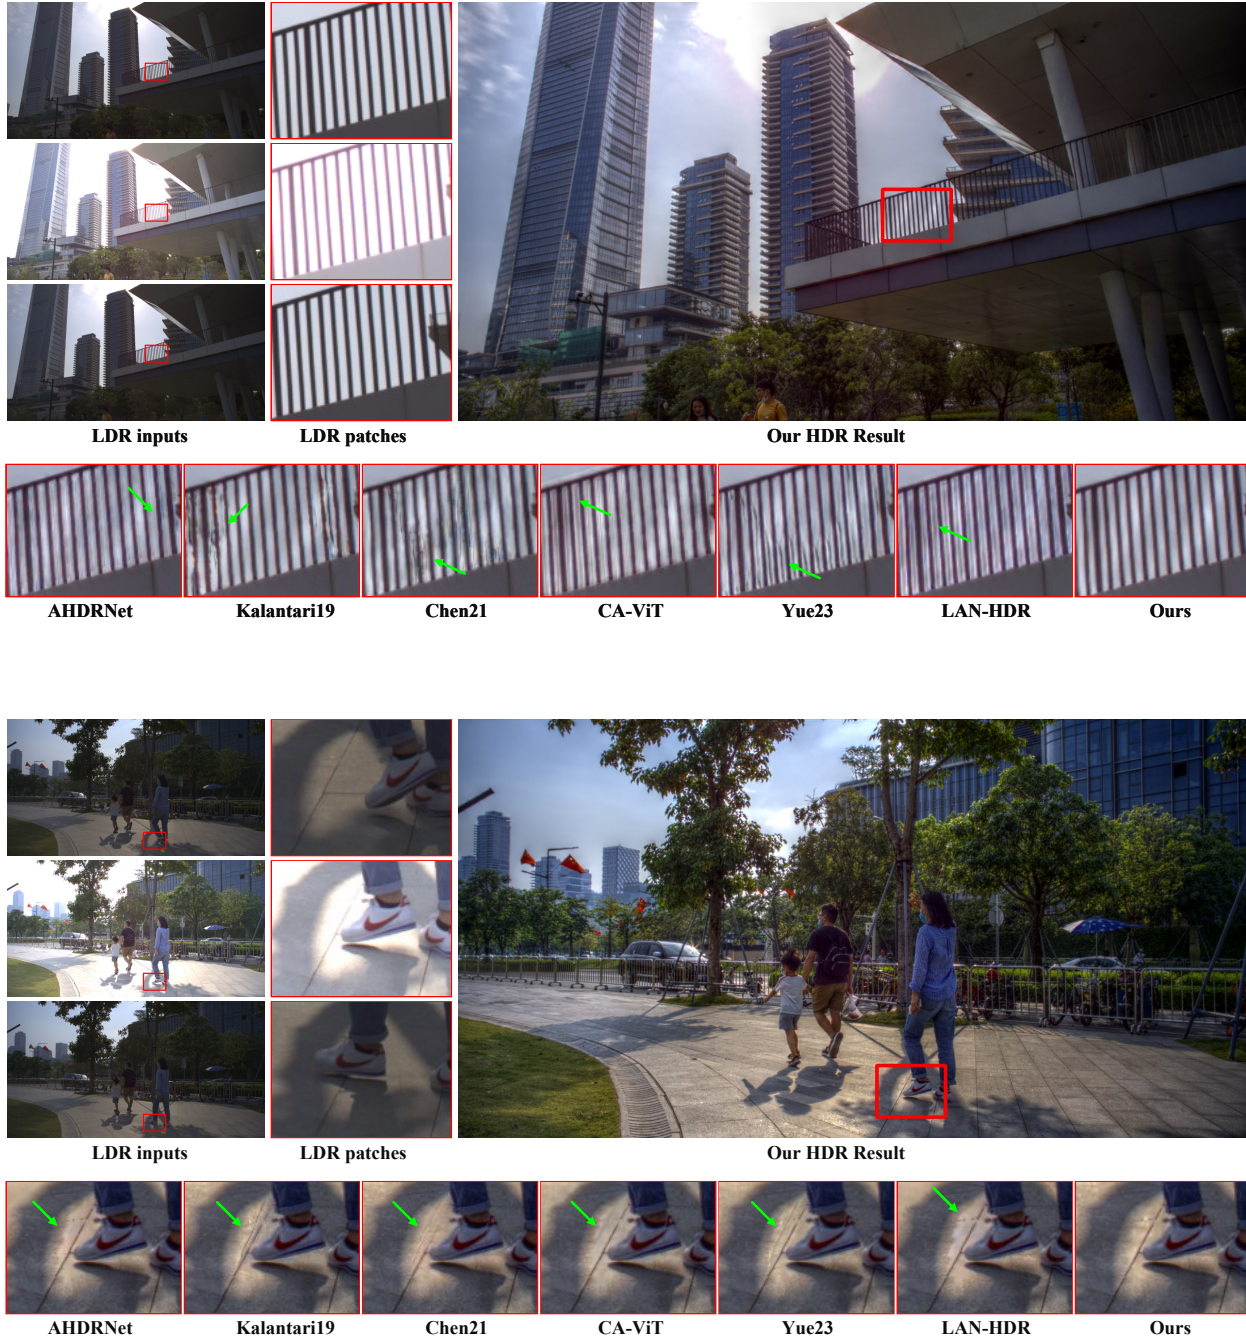 LDR inputs LDR patches Our HDR Result
AHDRNet Kalantari19 Chen21 CA-ViT Yue23 LAN-HDR Ours
LDR inputs LDR patches Our HDR Result
AHDRNet Kalantari19 Chen21 CA-ViT Yue23 LAN-HDR Ours